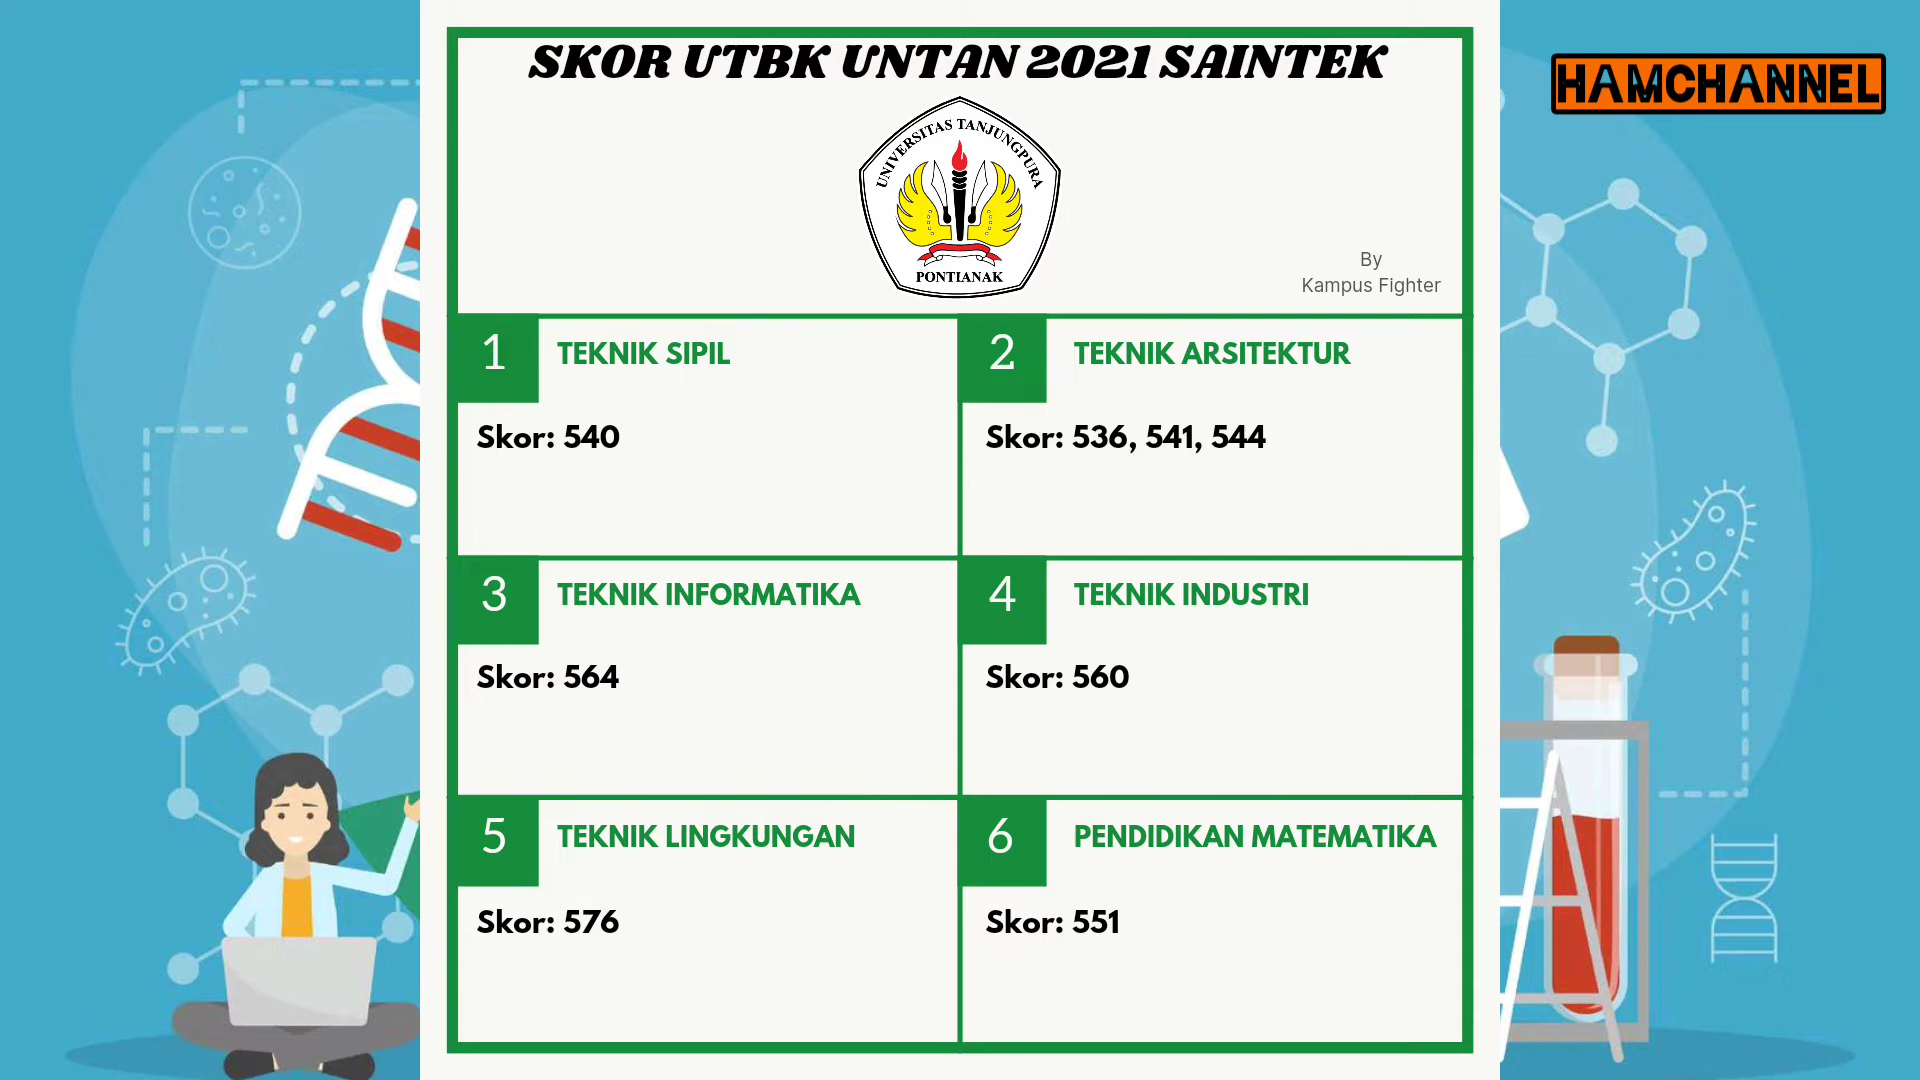 SKOR UTBK UNTAN 2021 SAINTEK
HAMCHANNEL
UNIVERSITAS TANJUNGPURA
PONTIANAK
By
Kampus Fighter
1 TEKNIK SIPIL
Skor: 540
2 TEKNIK ARSITEKTUR
Skor: 536, 541, 544
3 TEKNIK INFORMATIKA
Skor: 564
4 TEKNIK INDUSTRI
Skor: 560
5 TEKNIK LINGKUNGAN
Skor: 576
6 PENDIDIKAN MATEMATIKA
Skor: 551